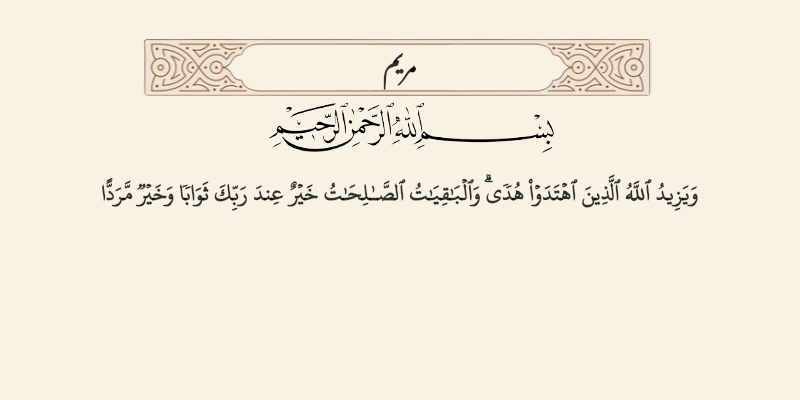 مريم
بِسْمِ ٱللَّهِ ٱلرَّحْمَٰنِ ٱلرَّحِيمِ
وَيَزِيدُ ٱللَّهُ ٱلَّذِينَ ٱهْتَدَوْا۟ هُدًى ۗ وَٱلْبَـٰقِيَـٰتُ ٱلصَّـٰلِحَـٰتُ خَيْرٌ عِندَ رَبِّكَ ثَوَابًا وَخَيْرٌ مَّرَدًّا